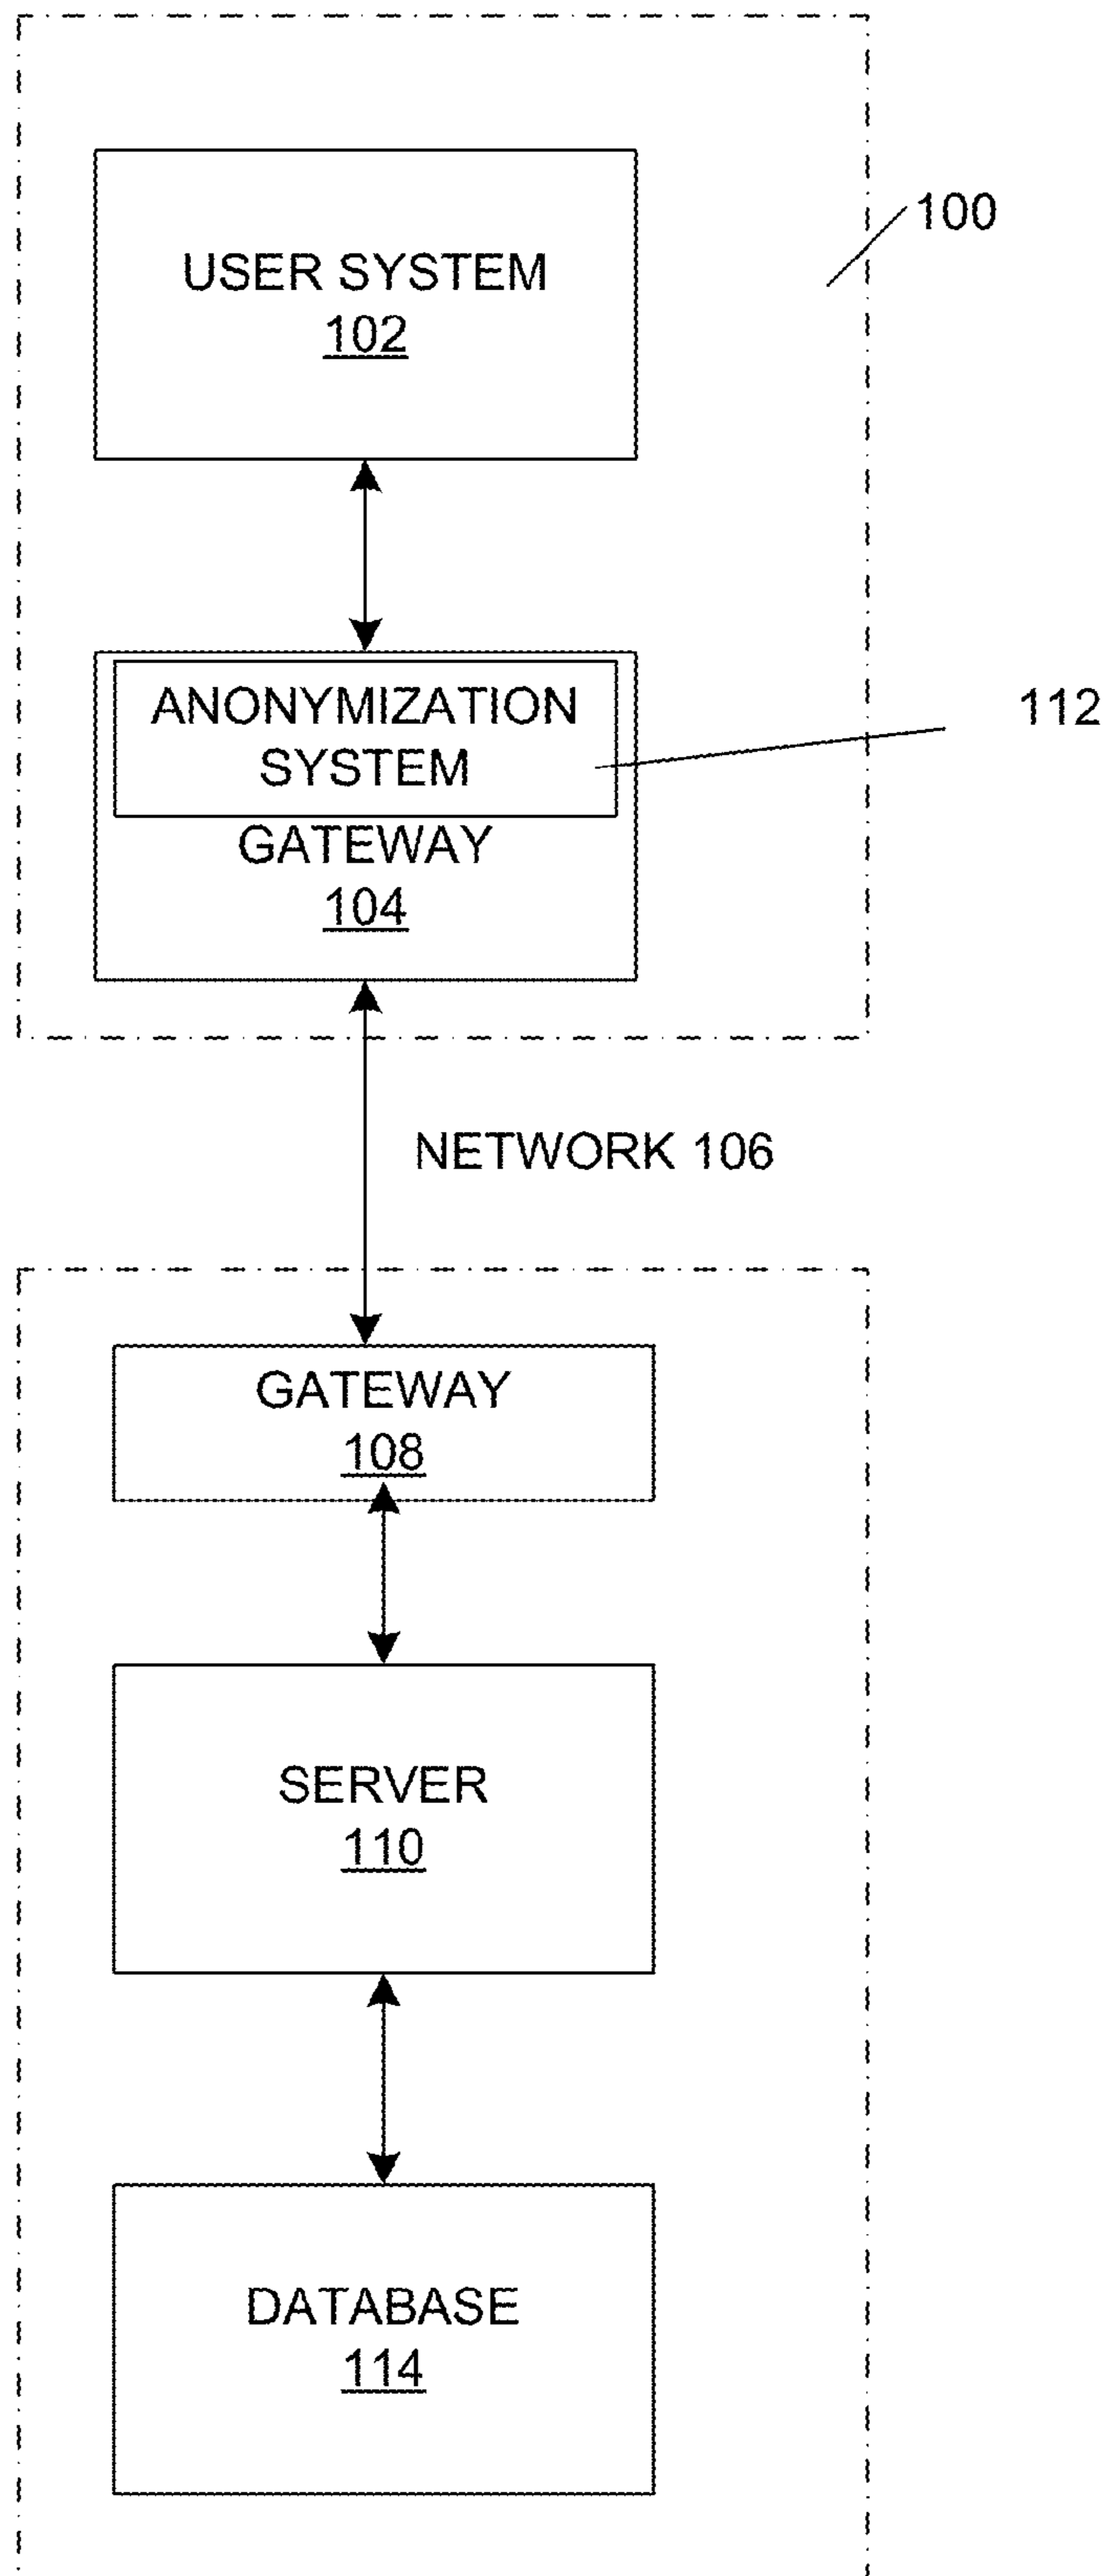 100
USER SYSTEM
102
112
ANONYMIZATION
SYSTEM
GATEWAY
104
NETWORK 106
GATEWAY
108
SERVER
110
DATABASE
114